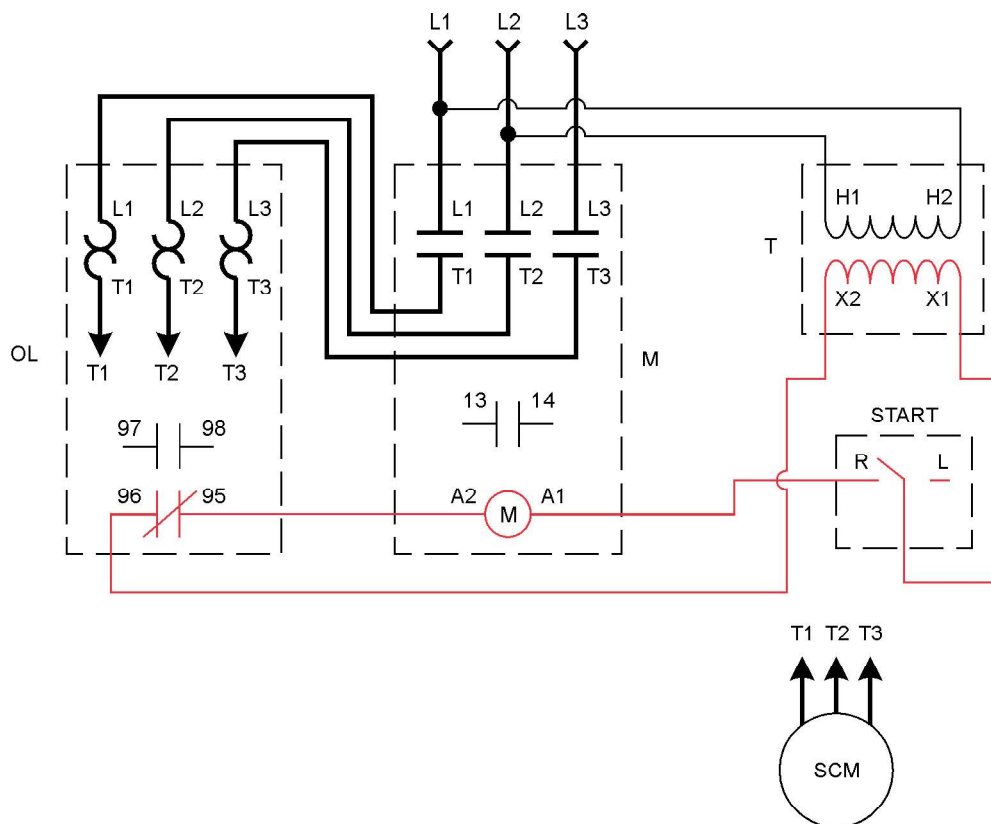 L1 L2 L3
L1 L2 L3 L1 L2 L3 H1 H2
T
T1 T2 T3 T1 T2 T3 X2 X1
OL T1 T2 T3 M
13 14 START
97 98
R L
96 95 A2 M A1
T1 T2 T3
SCM